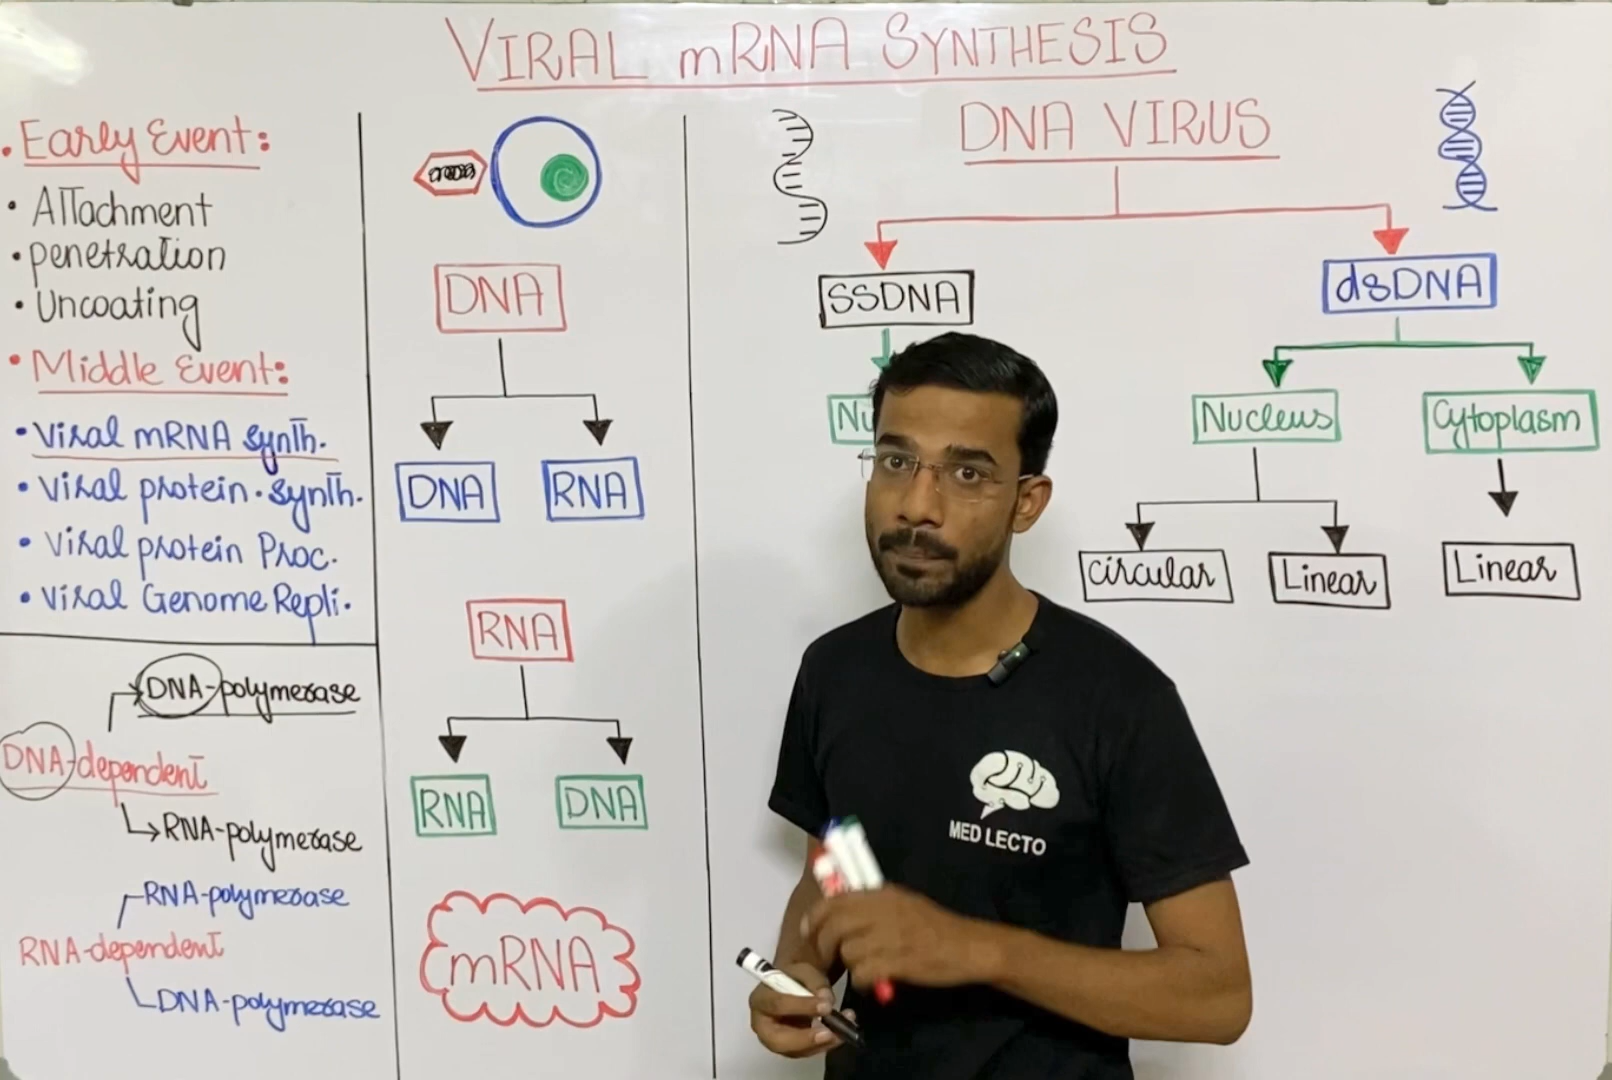 VIRAL mRNA SYNTHESIS
• Early Event:
• Attachment
• penetration
• Uncoating
• Middle Event:
• Viral mRNA Synth.
• Viral protein. Synth.
• Viral protein Proc.
• Viral Genome Repli.
DNA-polymerase
DNA-dependent
RNA-polymerase
RNA-polymerase
RNA-dependent
DNA-polymerase
DNA
DNA RNA
RNA
RNA DNA
mRNA
DNA VIRUS
SSDNA dsDNA
Nucleus Cytoplasm
Circular Linear Linear
MED LECTO